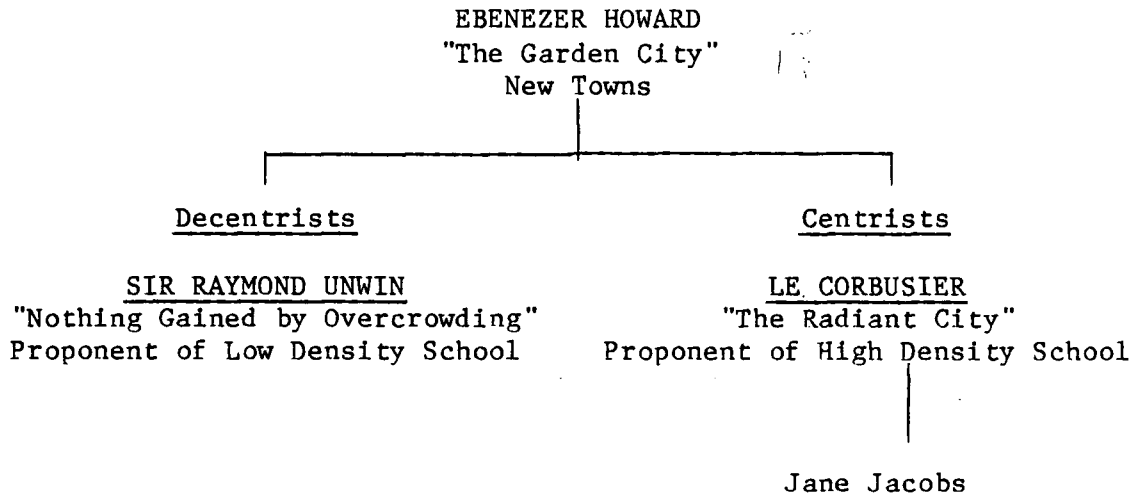 EBENEZER HOWARD
"The Garden City"
New Towns
Decentrists
SIR RAYMOND UNWIN
"Nothing Gained by Overcrowding"
Proponent of Low Density School
Centrists
LE CORBUSIER
"The Radiant City"
Proponent of High Density School
Jane Jacobs